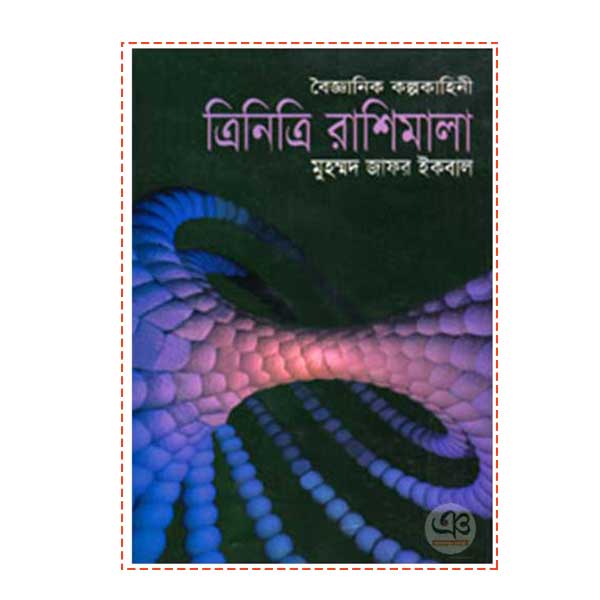 বৈজ্ঞানিক কল্পকাহিনী
ত্রিনিত্রি রাশিমালা
মুহম্মদ জাফর ইকবাল